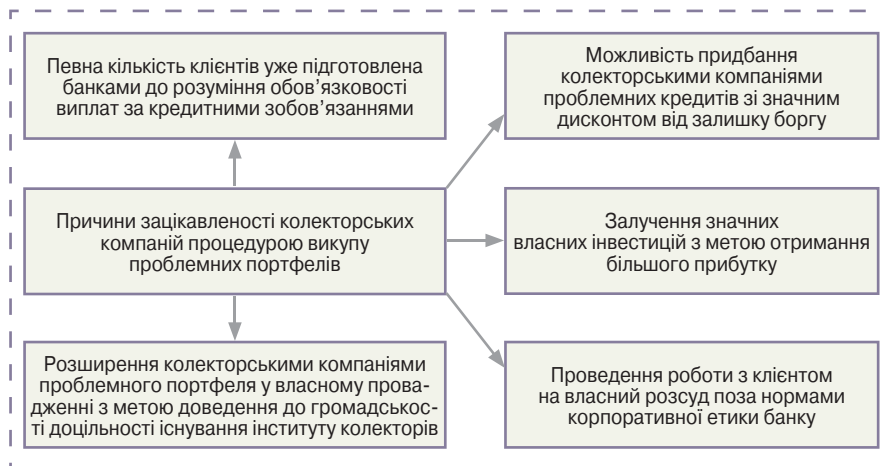 Певна кількість клієнтів уже підготовлена
банками до розуміння обов’язковості
виплат за кредитними зобов’язаннями
Можливість придбання
колекторськими компаніями
проблемних кредитів зі значним
дисконтом від залишку боргу
Причини зацікавленості колекторських
компаній процедурою викупу
проблемних портфелів
Залучення значних
власних інвестицій з метою отримання
більшого прибутку
Розширення колекторськими компаніями
проблемного портфеля у власному прова-
дженні з метою доведення до громадськос-
ті доцільності існування інституту колекторів
Проведення роботи з клієнтом
на власний розсуд поза нормами
корпоративної етики банку